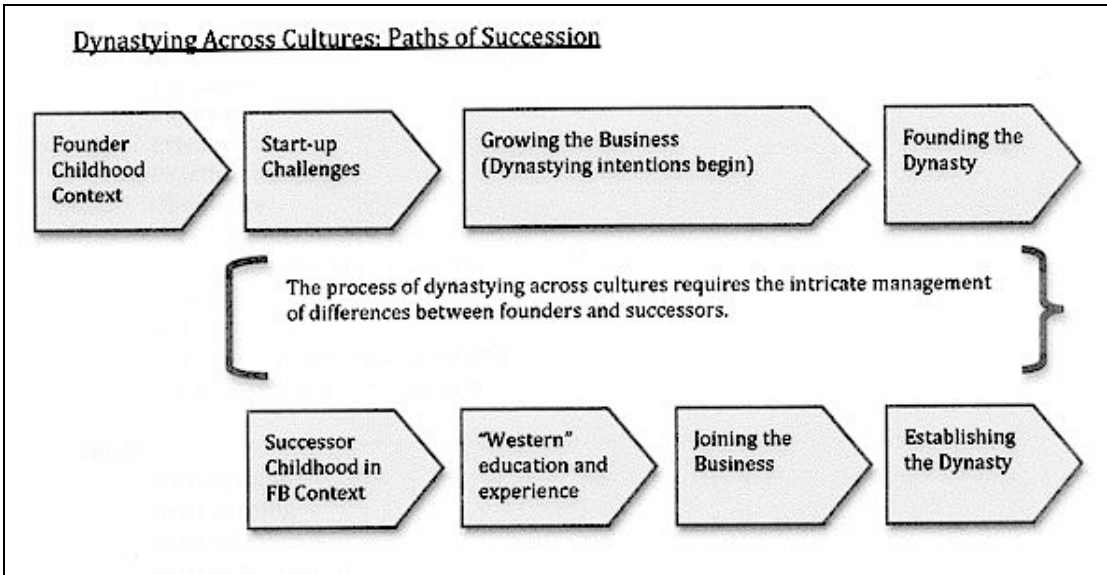 Dynastying Across Cultures: Paths of Succession
Founder
Childhood
Context
Start-up
Challenges
Growing the Business
(Dynastying intentions begin)
Founding the
Dynasty
The process of dynastying across cultures requires the intricate management
of differences between founders and successors.
Successor
Childhood in
FB Context
"Western"
education and
experience
Joining the
Business
Establishing
the Dynasty